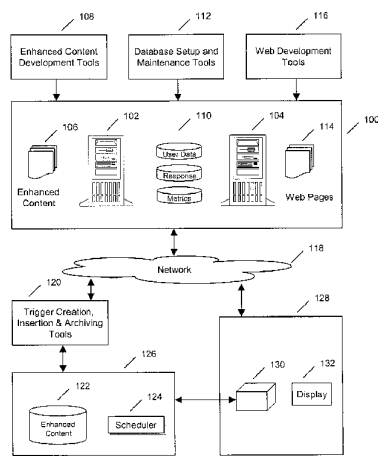 108
112
116
Enhanced Content
Development Tools
Database Setup and
Maintenance Tools
Web Development
Tools
106
102
110
104
114
100
User Data
Response
Metrics
Enhanced
Content
Web Pages
118
Network
120
Trigger Creation,
Insertion & Archiving
Tools
128
126
122
124
Enhanced
Content
Scheduler
130
132
Display